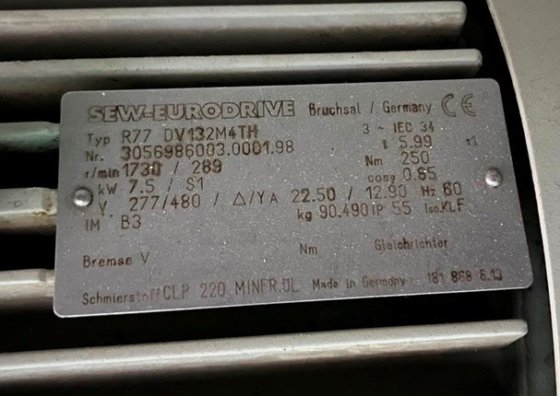 SEW-EURODRIVE Bruchsal / Germany CE
Typ R77 DV132M4TH 3 ~ IEC 34
Nr. 3056986003.0001.98 i 5.99 :1
r/min 1730 / 289 Nm 250
kW 7.5 / S1 cosφ 0.85
V 277/480 / Δ/Y A 22.50 / 12.90 Hz 60
IM B3 kg 90.490 IP 55 Iso.Kl.F
Bremse V Nm Gleichrichter
Schmierstoff CLP 220 MINER.ÖL Made in Germany 181 868 6.13